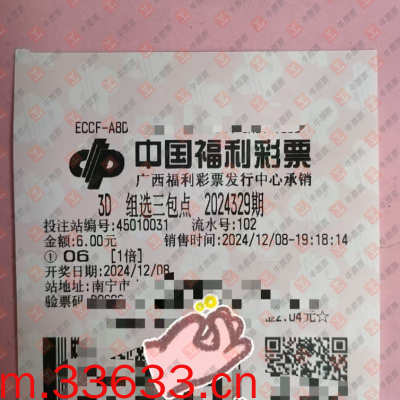 ECCF-A8D
中国福利彩票
广西福利彩票发行中心承销
3D 组选三包点 2024329期
投注站编号:45010031 流水号:102
金额:6.00元 销售时间:2024/12/08-19:18:14
① 06 [1倍]
开奖日期:2024/12/08
站地址:南宁市
验票码
2.04元☆
m.33633.cn